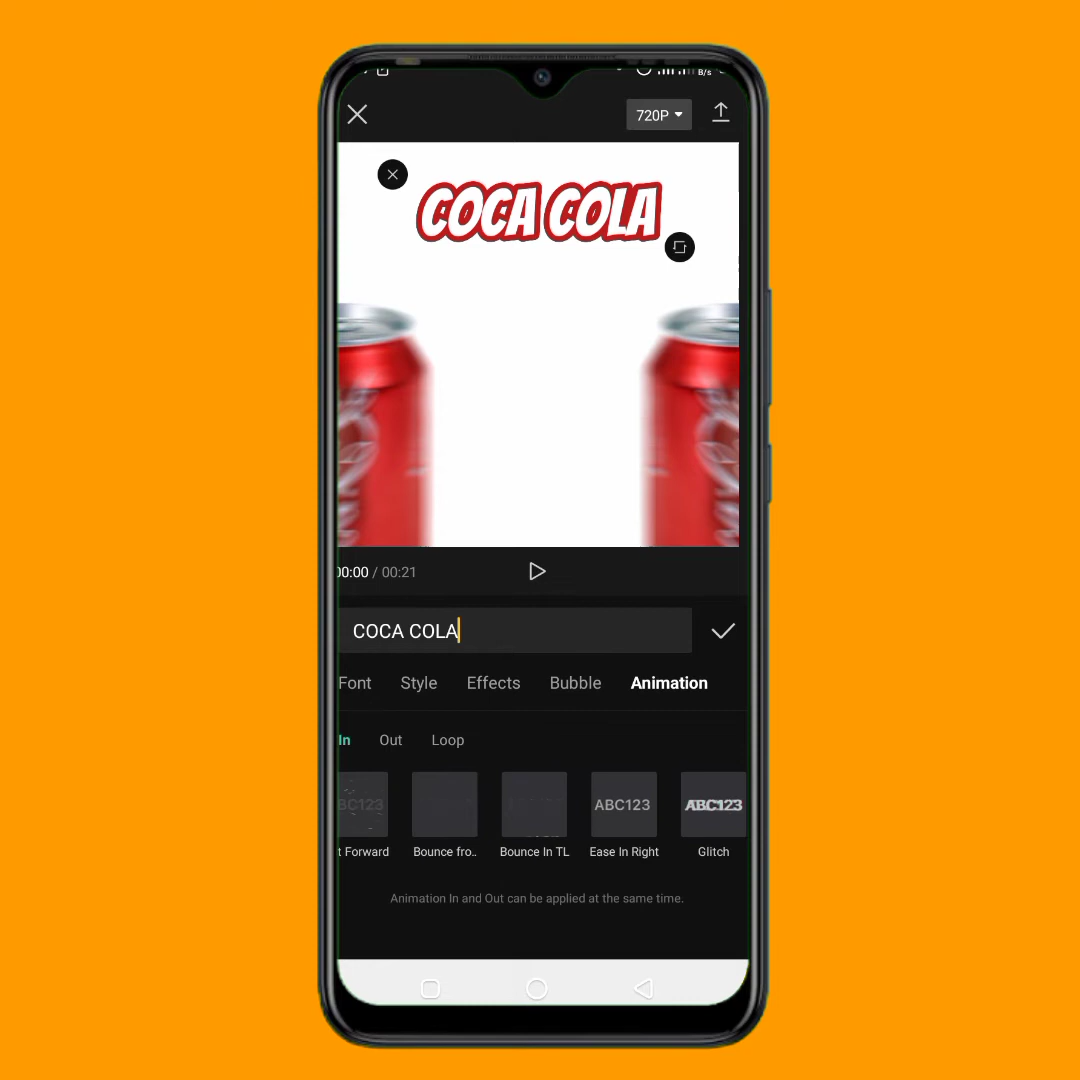 B/s
720P
COCA COLA
00:00 / 00:21
COCA COLA
Font Style Effects Bubble Animation
In Out Loop
BC123 ABC123 ABC123
t Forward Bounce fro.. Bounce In TL Ease In Right Glitch
Animation In and Out can be applied at the same time.